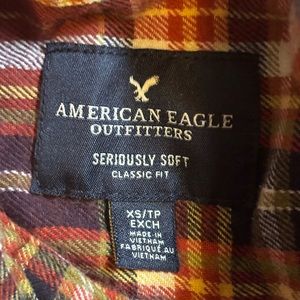 AMERICAN EAGLE
OUTFITTERS
SERIOUSLY SOFT
CLASSIC FIT
XS/TP
EXCH
MADE IN
VIETNAM
FABRIQUÉ AU
VIETNAM